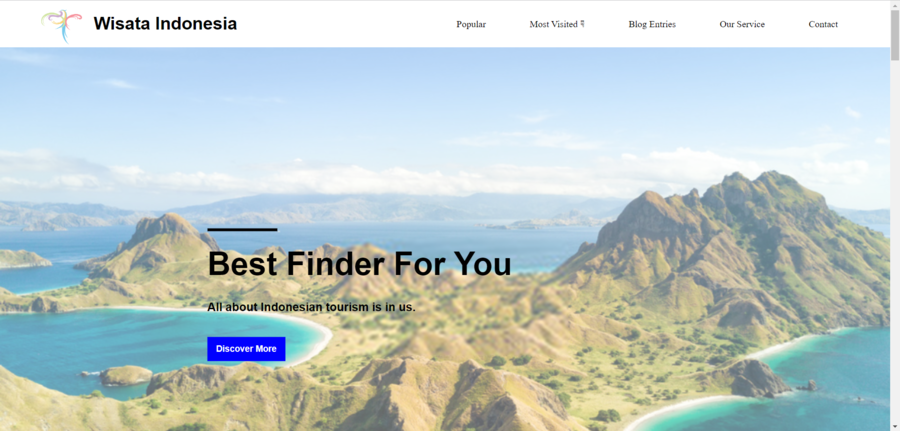 Wisata Indonesia
Popular
Most Visited ౽
Blog Entries
Our Service
Contact
Best Finder For You
All about Indonesian tourism is in us.
Discover More